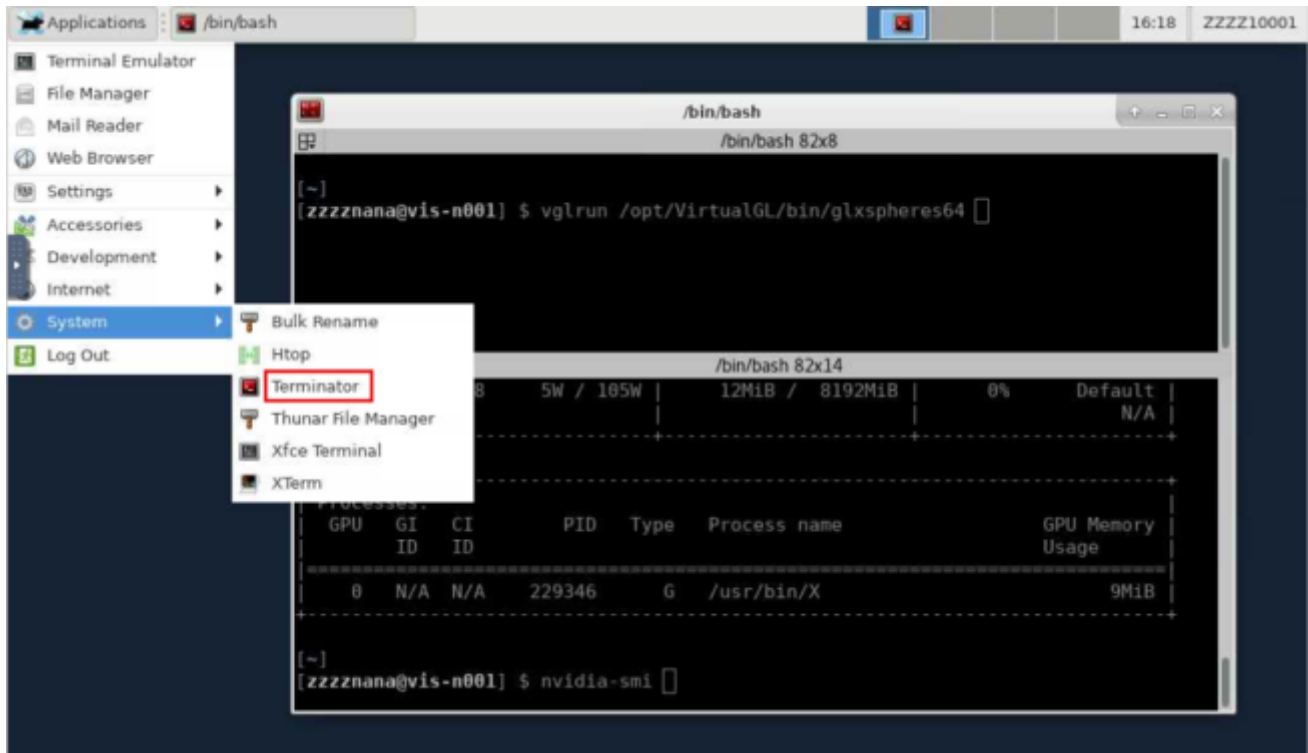 Applications /bin/bash 16:18 ZZZZ10001
Terminal Emulator
File Manager
Mail Reader
Web Browser
Settings
Accessories
Development
Internet
System
Log Out
Bulk Rename
Htop
Terminator
Thunar File Manager
Xfce Terminal
XTerm
/bin/bash
/bin/bash 82x8
[~]
[zzzznana@vis-n001] $ vglrun /opt/VirtualGL/bin/glxspheres64
/bin/bash 82x14
8 5W / 105W | 12MiB / 8192MiB | 0% Default |
| | N/A |
-----------------+----------------------+----------------------+
-----------------------------------------------------------------+
| Processes: |
| GPU GI CI PID Type Process name GPU Memory |
| ID ID Usage |
|=============================================================================|
| 0 N/A N/A 229346 G /usr/bin/X 9MiB |
+-----------------------------------------------------------------------------+
[~]
[zzzznana@vis-n001] $ nvidia-smi